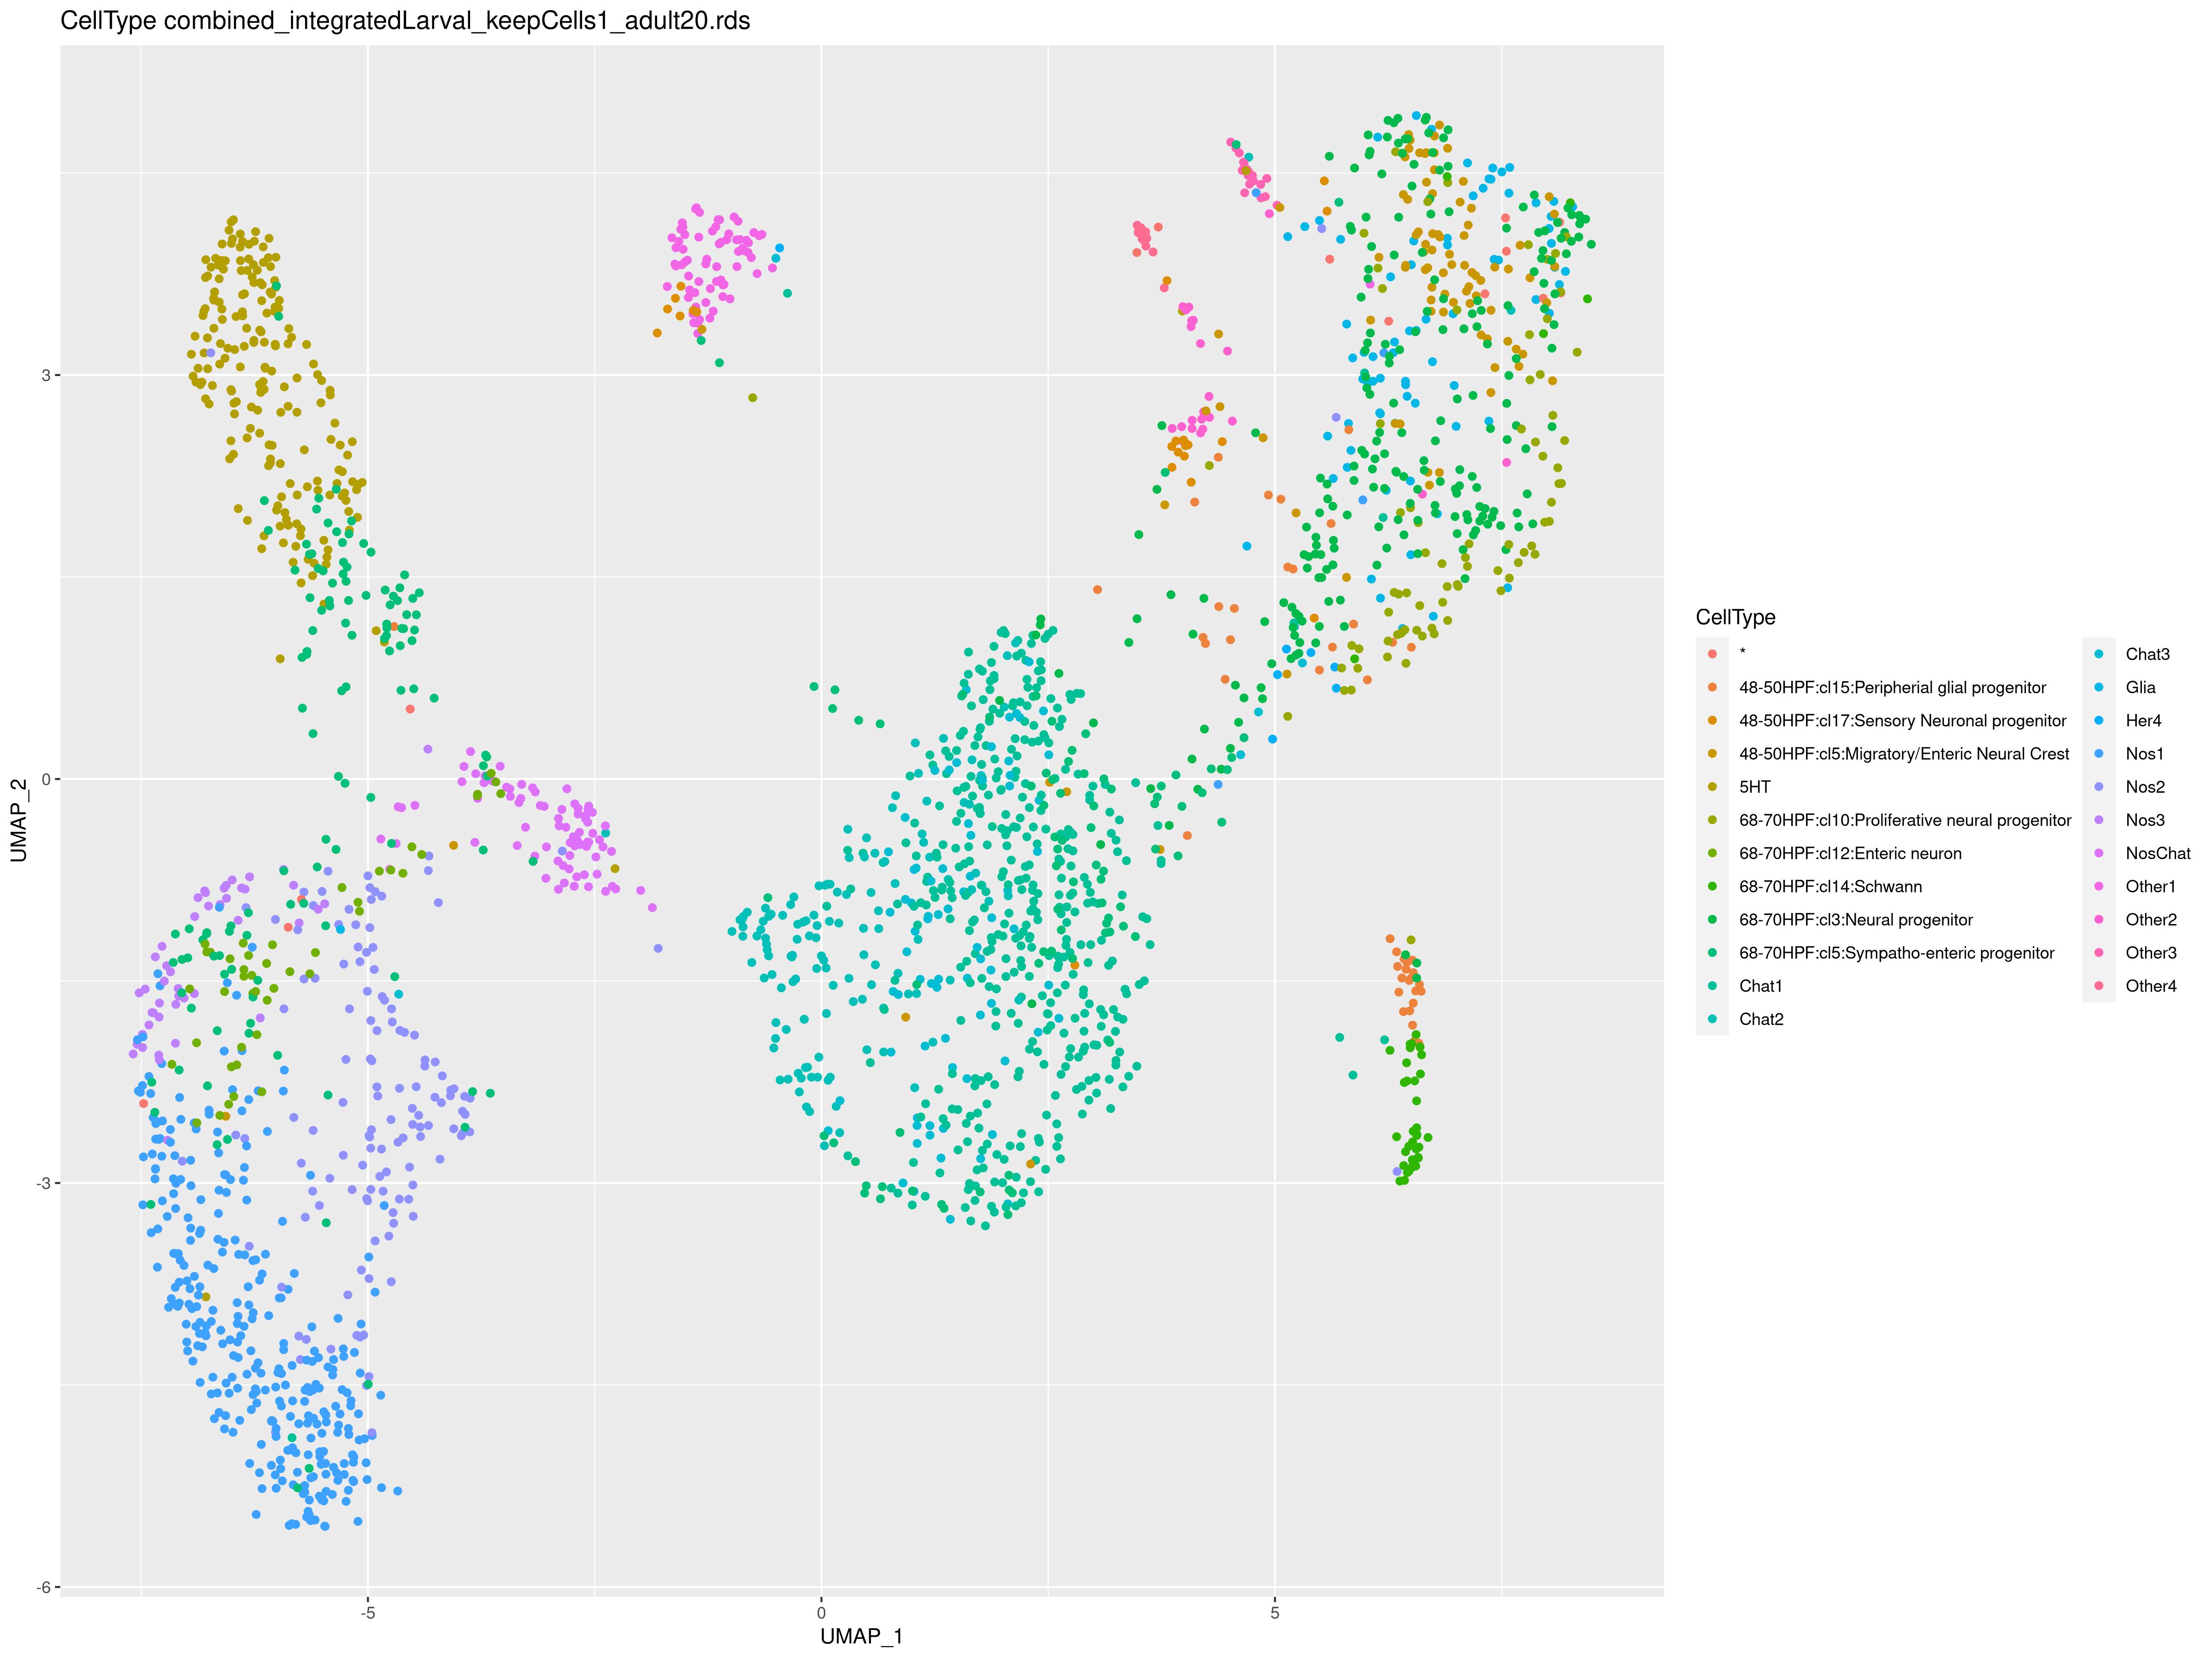 CellType combined_integratedLarval_keepCells1_adult20.rds
UMAP_2
3
0
-3
-6
-5
0
5
UMAP_1
CellType
*
48-50HPF:cl15:Peripherial glial progenitor
48-50HPF:cl17:Sensory Neuronal progenitor
48-50HPF:cl5:Migratory/Enteric Neural Crest
5HT
68-70HPF:cl10:Proliferative neural progenitor
68-70HPF:cl12:Enteric neuron
68-70HPF:cl14:Schwann
68-70HPF:cl3:Neural progenitor
68-70HPF:cl5:Sympatho-enteric progenitor
Chat1
Chat2
Chat3
Glia
Her4
Nos1
Nos2
Nos3
NosChat
Other1
Other2
Other3
Other4